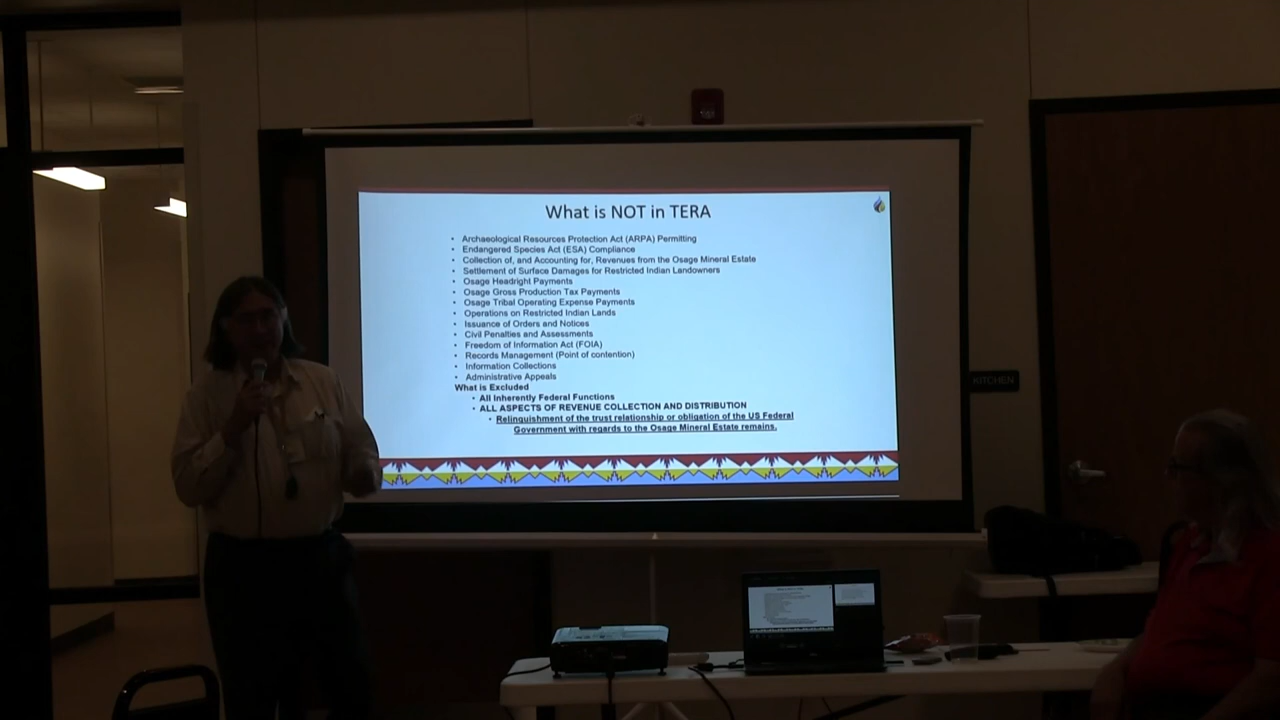 What is NOT in TERA
• Archaeological Resources Protection Act (ARPA) Permitting
• Endangered Species Act (ESA) Compliance
• Collection of, and Accounting for, Revenues from the Osage Mineral Estate
• Settlement of Surface Damages for Restricted Indian Landowners
• Osage Headright Payments
• Osage Gross Production Tax Payments
• Osage Tribal Operating Expense Payments
• Operations on Restricted Indian Lands
• Issuance of Orders and Notices
• Civil Penalties and Assessments
• Freedom of Information Act (FOIA)
• Records Management (Point of contention)
• Information Collections
• Administrative Appeals
What is Excluded
• All Inherently Federal Functions
• ALL ASPECTS OF REVENUE COLLECTION AND DISTRIBUTION
• Relinquishment of the trust relationship or obligation of the US Federal
Government with regards to the Osage Mineral Estate remains.
KITCHEN